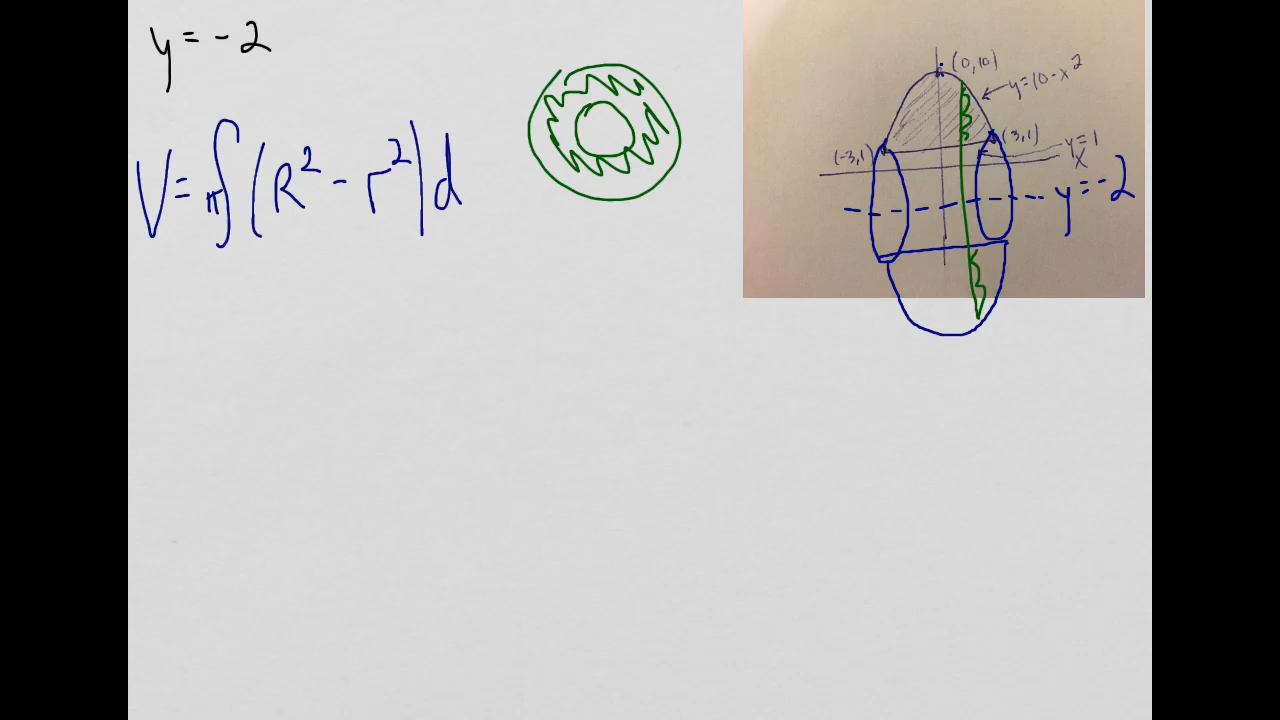 y = -2
V = π∫(R² - r²)d
(0,10)
y=10-x²
(-3,1)
(3,1)
y=1
x
y = -2